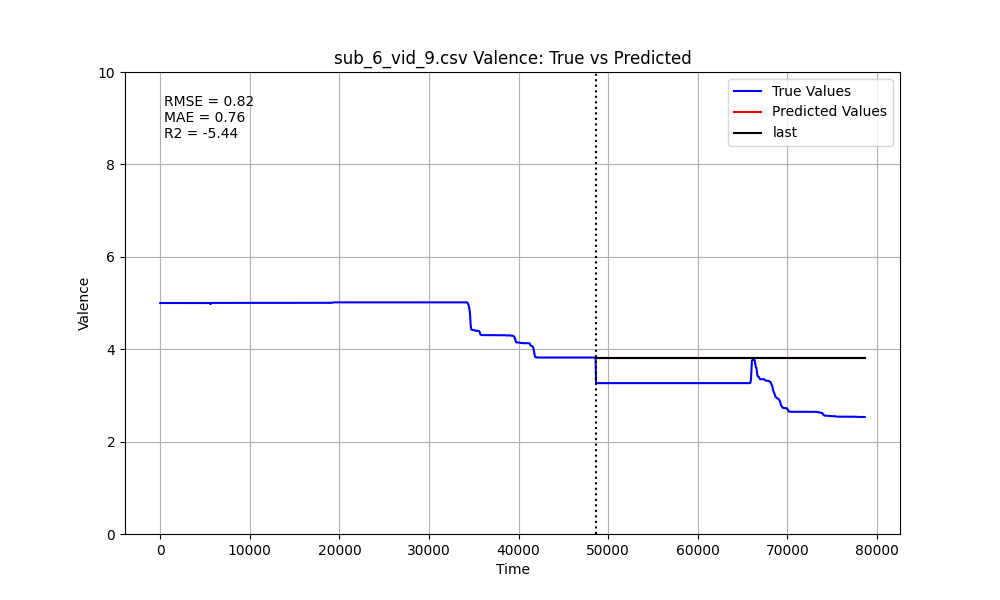 sub_6_vid_9.csv Valence: True vs Predicted
10
8
6
4
2
0
Valence
RMSE = 0.82
MAE = 0.76
R2 = -5.44
True Values
Predicted Values
last
0 10000 20000 30000 40000 50000 60000 70000 80000
Time